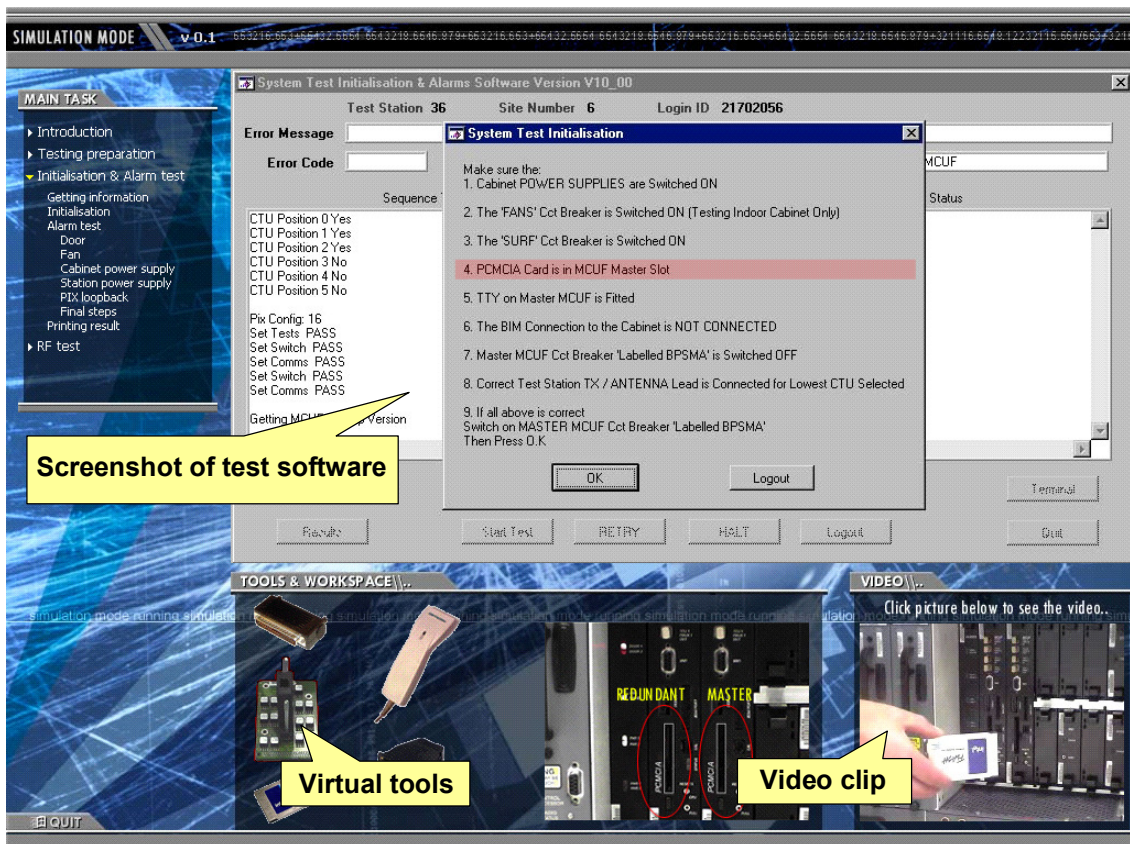 SIMULATION MODE
v 0.1
MAIN TASK
Introduction
Testing preparation
Initialisation & Alarm test
Getting information
Initialisation
Alarm test
Door
Fan
Cabinet power supply
Station power supply
PIX loopback
Final steps
Printing result
RF test
System Test Initialisation & Alarms Software Version V10_00
Test Station 36 Site Number 6 Login ID 21702056
Error Message
Error Code
MCUF
Sequence
Status
CTU Position 0 Yes
CTU Position 1 Yes
CTU Position 2 Yes
CTU Position 3 No
CTU Position 4 No
CTU Position 5 No
Pix Config: 16
Set Tests PASS
Set Switch PASS
Set Comms PASS
Set Switch PASS
Set Comms PASS
Getting Version
System Test Initialisation
Make sure the:
1. Cabinet POWER SUPPLIES are Switched ON
2. The 'FANS' Cct Breaker is Switched ON (Testing Indoor Cabinet Only)
3. The 'SURF' Cct Breaker is Switched ON
4. PCMCIA Card is in MCUF Master Slot
5. TTY on Master MCUF is Fitted
6. The BIM Connection to the Cabinet is NOT CONNECTED
7. Master MCUF Cct Breaker 'Labelled BPSMA' is Switched OFF
8. Correct Test Station TX / ANTENNA Lead is Connected for Lowest CTU Selected
9. If all above is correct
Switch on MASTER MCUF Cct Breaker 'Labelled BPSMA'
Then Press O.K
OK
Logout
Terminal
Results
Start Test
RETRY
HALT
Logout
Quit
Screenshot of test software
TOOLS & WORKSPACE\\..
VIDEO\\..
Click picture below to see the video..
simulation mode running simulation
REDUNDANT
MASTER
PCMCIA
PCMCIA
Virtual tools
Video clip
QUIT